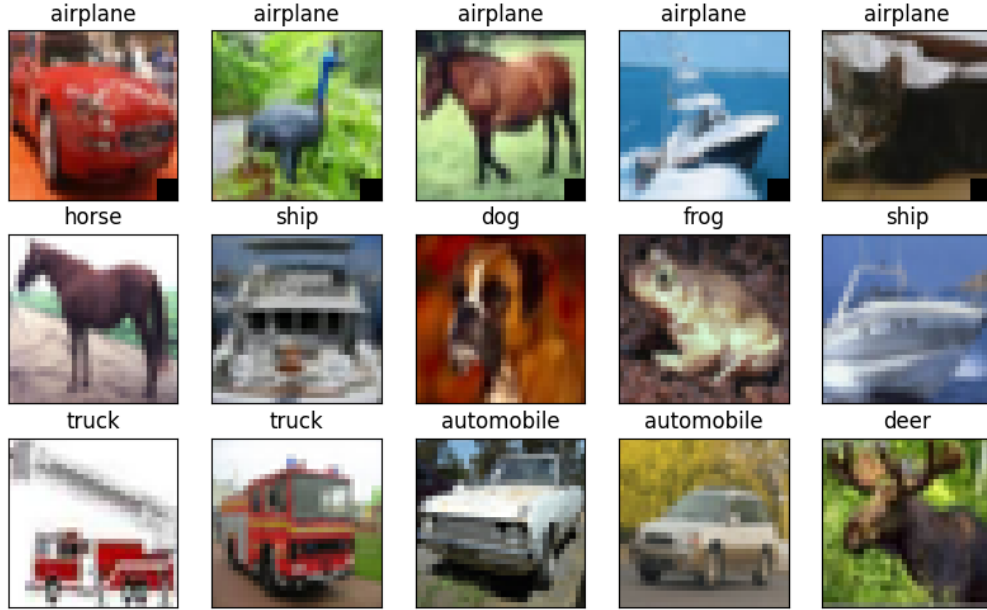 airplane airplane airplane airplane airplane
horse ship dog frog ship
truck truck automobile automobile deer